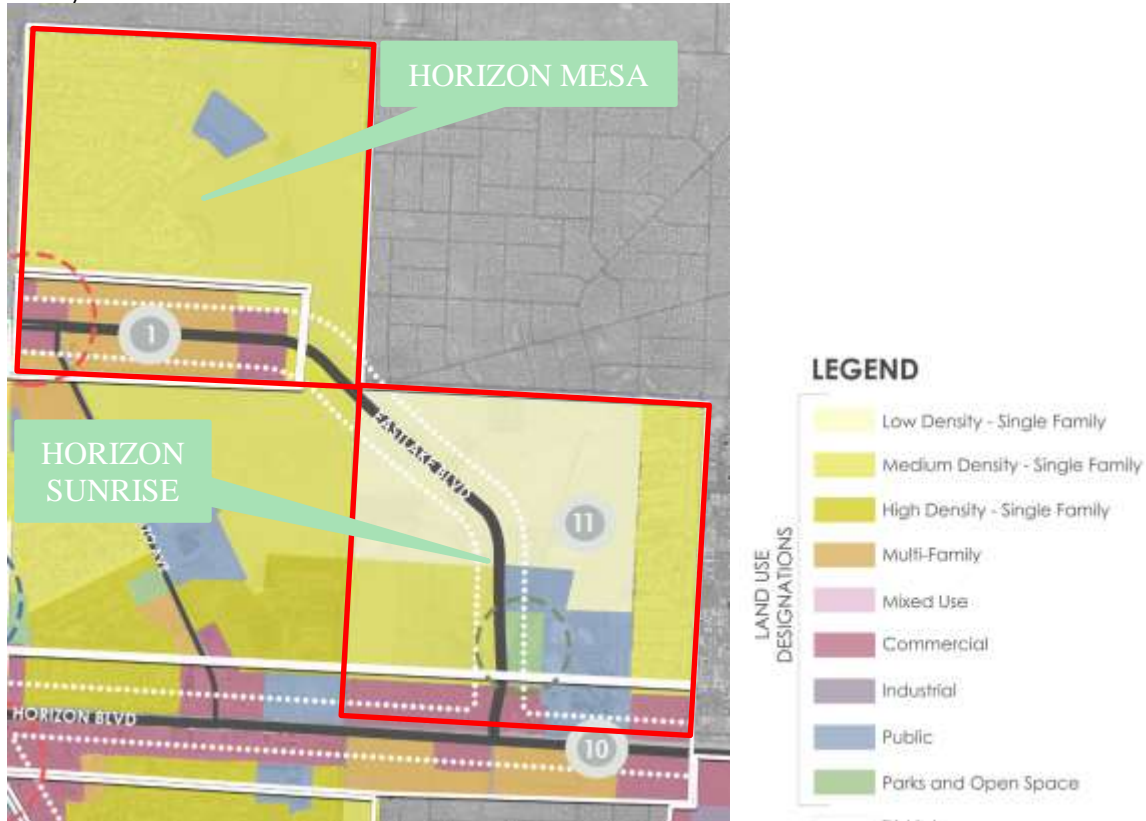 HORIZON MESA
1
EASTLAKE BLVD
HORIZON
SUNRISE
11
HORIZON BLVD
10
LEGEND
LAND USE
DESIGNATIONS
Low Density - Single Family
Medium Density - Single Family
High Density - Single Family
Multi-Family
Mixed Use
Commercial
Industrial
Public
Parks and Open Space